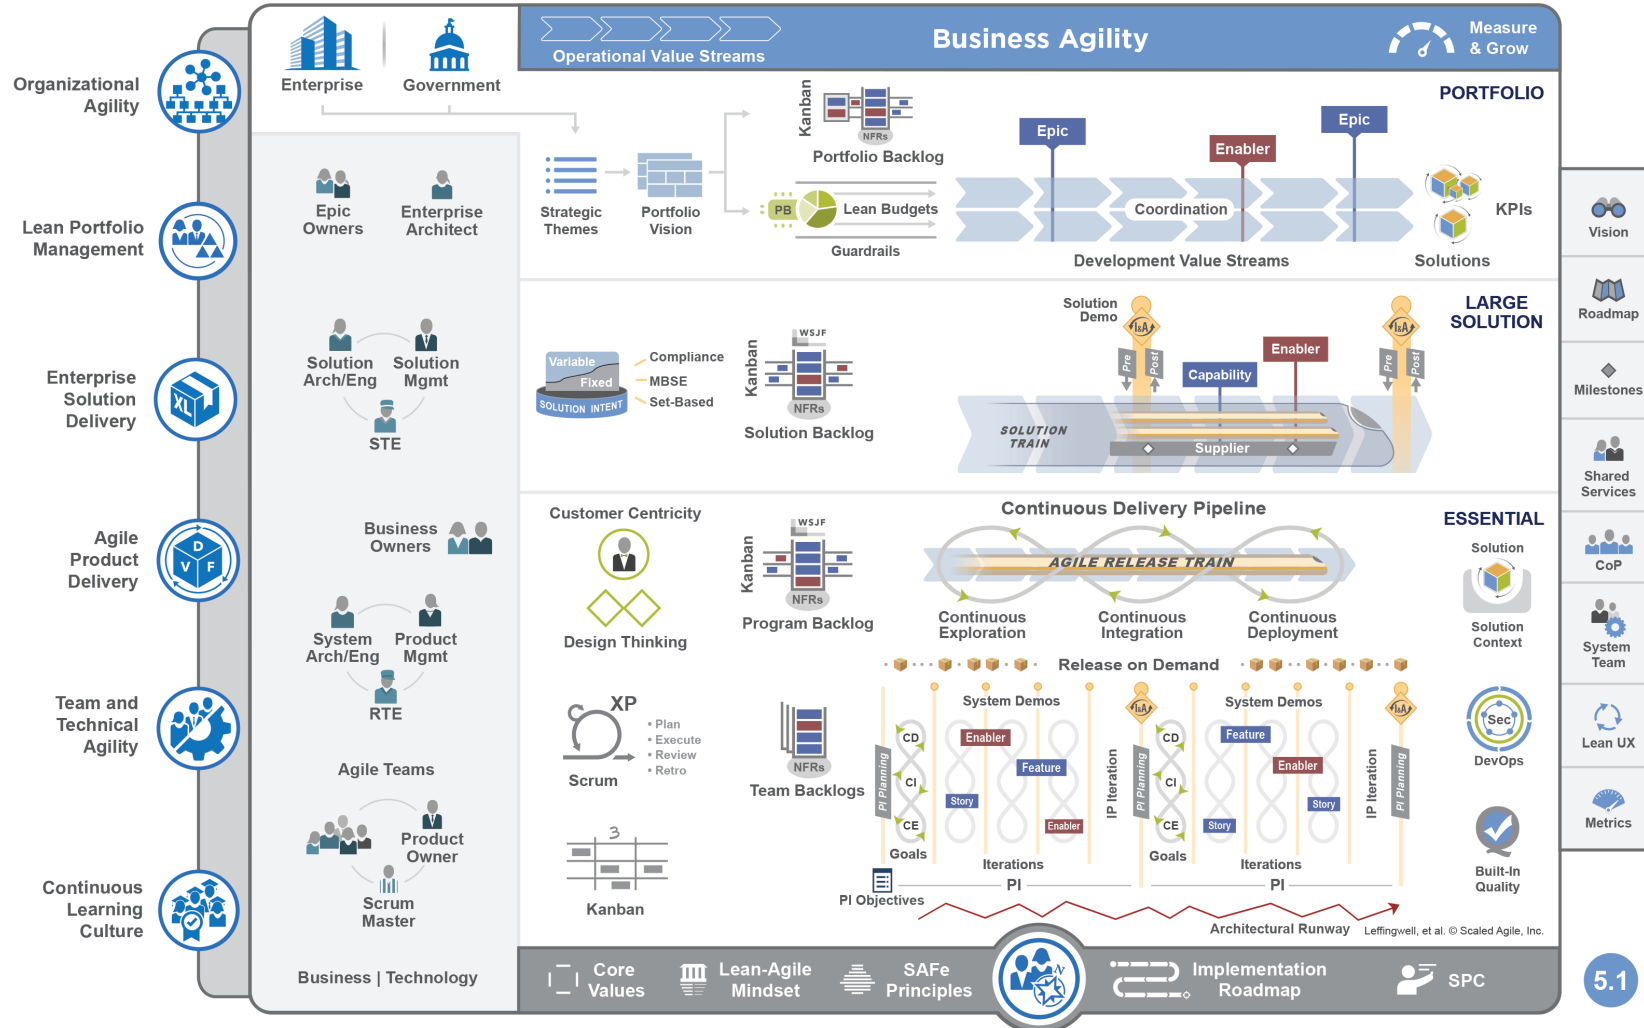 Organizational
Agility
Lean Portfolio
Management
Enterprise
Solution
Delivery
Agile
Product
Delivery
Team and
Technical
Agility
Continuous
Learning
Culture
XL
D
V F
Enterprise
Government
Operational Value Streams
Business Agility
Measure
& Grow
Epic
Owners
Enterprise
Architect
Strategic
Themes
Portfolio
Vision
Kanban
NFRs
Portfolio Backlog
PB
Lean Budgets
Guardrails
Epic
Enabler
Epic
Coordination
Development Value Streams
PORTFOLIO
KPIs
Solutions
Solution
Arch/Eng
Solution
Mgmt
STE
Variable
Fixed
SOLUTION INTENT
Compliance
MBSE
Set-Based
Kanban
WSJF
NFRs
Solution Backlog
Solution
Demo
I&A
Pre
Post
Capability
Enabler
I&A
Pre
Post
SOLUTION
TRAIN
Supplier
LARGE
SOLUTION
Business
Owners
System
Arch/Eng
Product
Mgmt
RTE
Agile Teams
Product
Owner
Scrum
Master
Business | Technology
Customer Centricity
Design Thinking
Kanban
WSJF
NFRs
Program Backlog
Continuous Delivery Pipeline
AGILE RELEASE TRAIN
Continuous
Exploration
Continuous
Integration
Continuous
Deployment
ESSENTIAL
Solution
Solution
Context
Release on Demand
XP
Scrum
• Plan
• Execute
• Review
• Retro
NFRs
Team Backlogs
3
Kanban
System Demos
PI Planning
CD
CI
CE
Goals
Enabler
Feature
Story
Enabler
Iterations
IP Iteration
I&A
PI Planning
System Demos
CD
CI
CE
Goals
Feature
Enabler
Story
Story
Iterations
IP Iteration
I&A
PI Planning
PI
PI
PI Objectives
Architectural Runway
Sec
DevOps
Built-In
Quality
Leffingwell, et al. © Scaled Agile, Inc.
Core
Values
Lean-Agile
Mindset
SAFe
Principles
N
Implementation
Roadmap
SPC
Vision
Roadmap
Milestones
Shared
Services
CoP
System
Team
Lean UX
Metrics
5.1